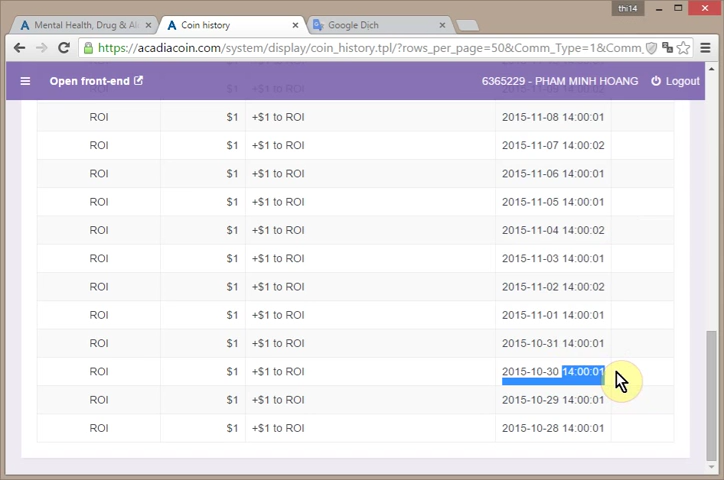 thi14
Mental Health, Drug & Al
Coin history
Google Dịch
https://acadiacoin.com/system/display/coin_history.tpl/?rows_per_page=50&Comm_Type=1&Comm_
Open front-end
6365229 - PHAM MINH HOANG
Logout
ROI $1 +$1 to ROI 2015-11-08 14:00:01
ROI $1 +$1 to ROI 2015-11-07 14:00:02
ROI $1 +$1 to ROI 2015-11-06 14:00:01
ROI $1 +$1 to ROI 2015-11-05 14:00:01
ROI $1 +$1 to ROI 2015-11-04 14:00:02
ROI $1 +$1 to ROI 2015-11-03 14:00:01
ROI $1 +$1 to ROI 2015-11-02 14:00:02
ROI $1 +$1 to ROI 2015-11-01 14:00:01
ROI $1 +$1 to ROI 2015-10-31 14:00:01
ROI $1 +$1 to ROI 2015-10-30 14:00:01
ROI $1 +$1 to ROI 2015-10-29 14:00:01
ROI $1 +$1 to ROI 2015-10-28 14:00:01